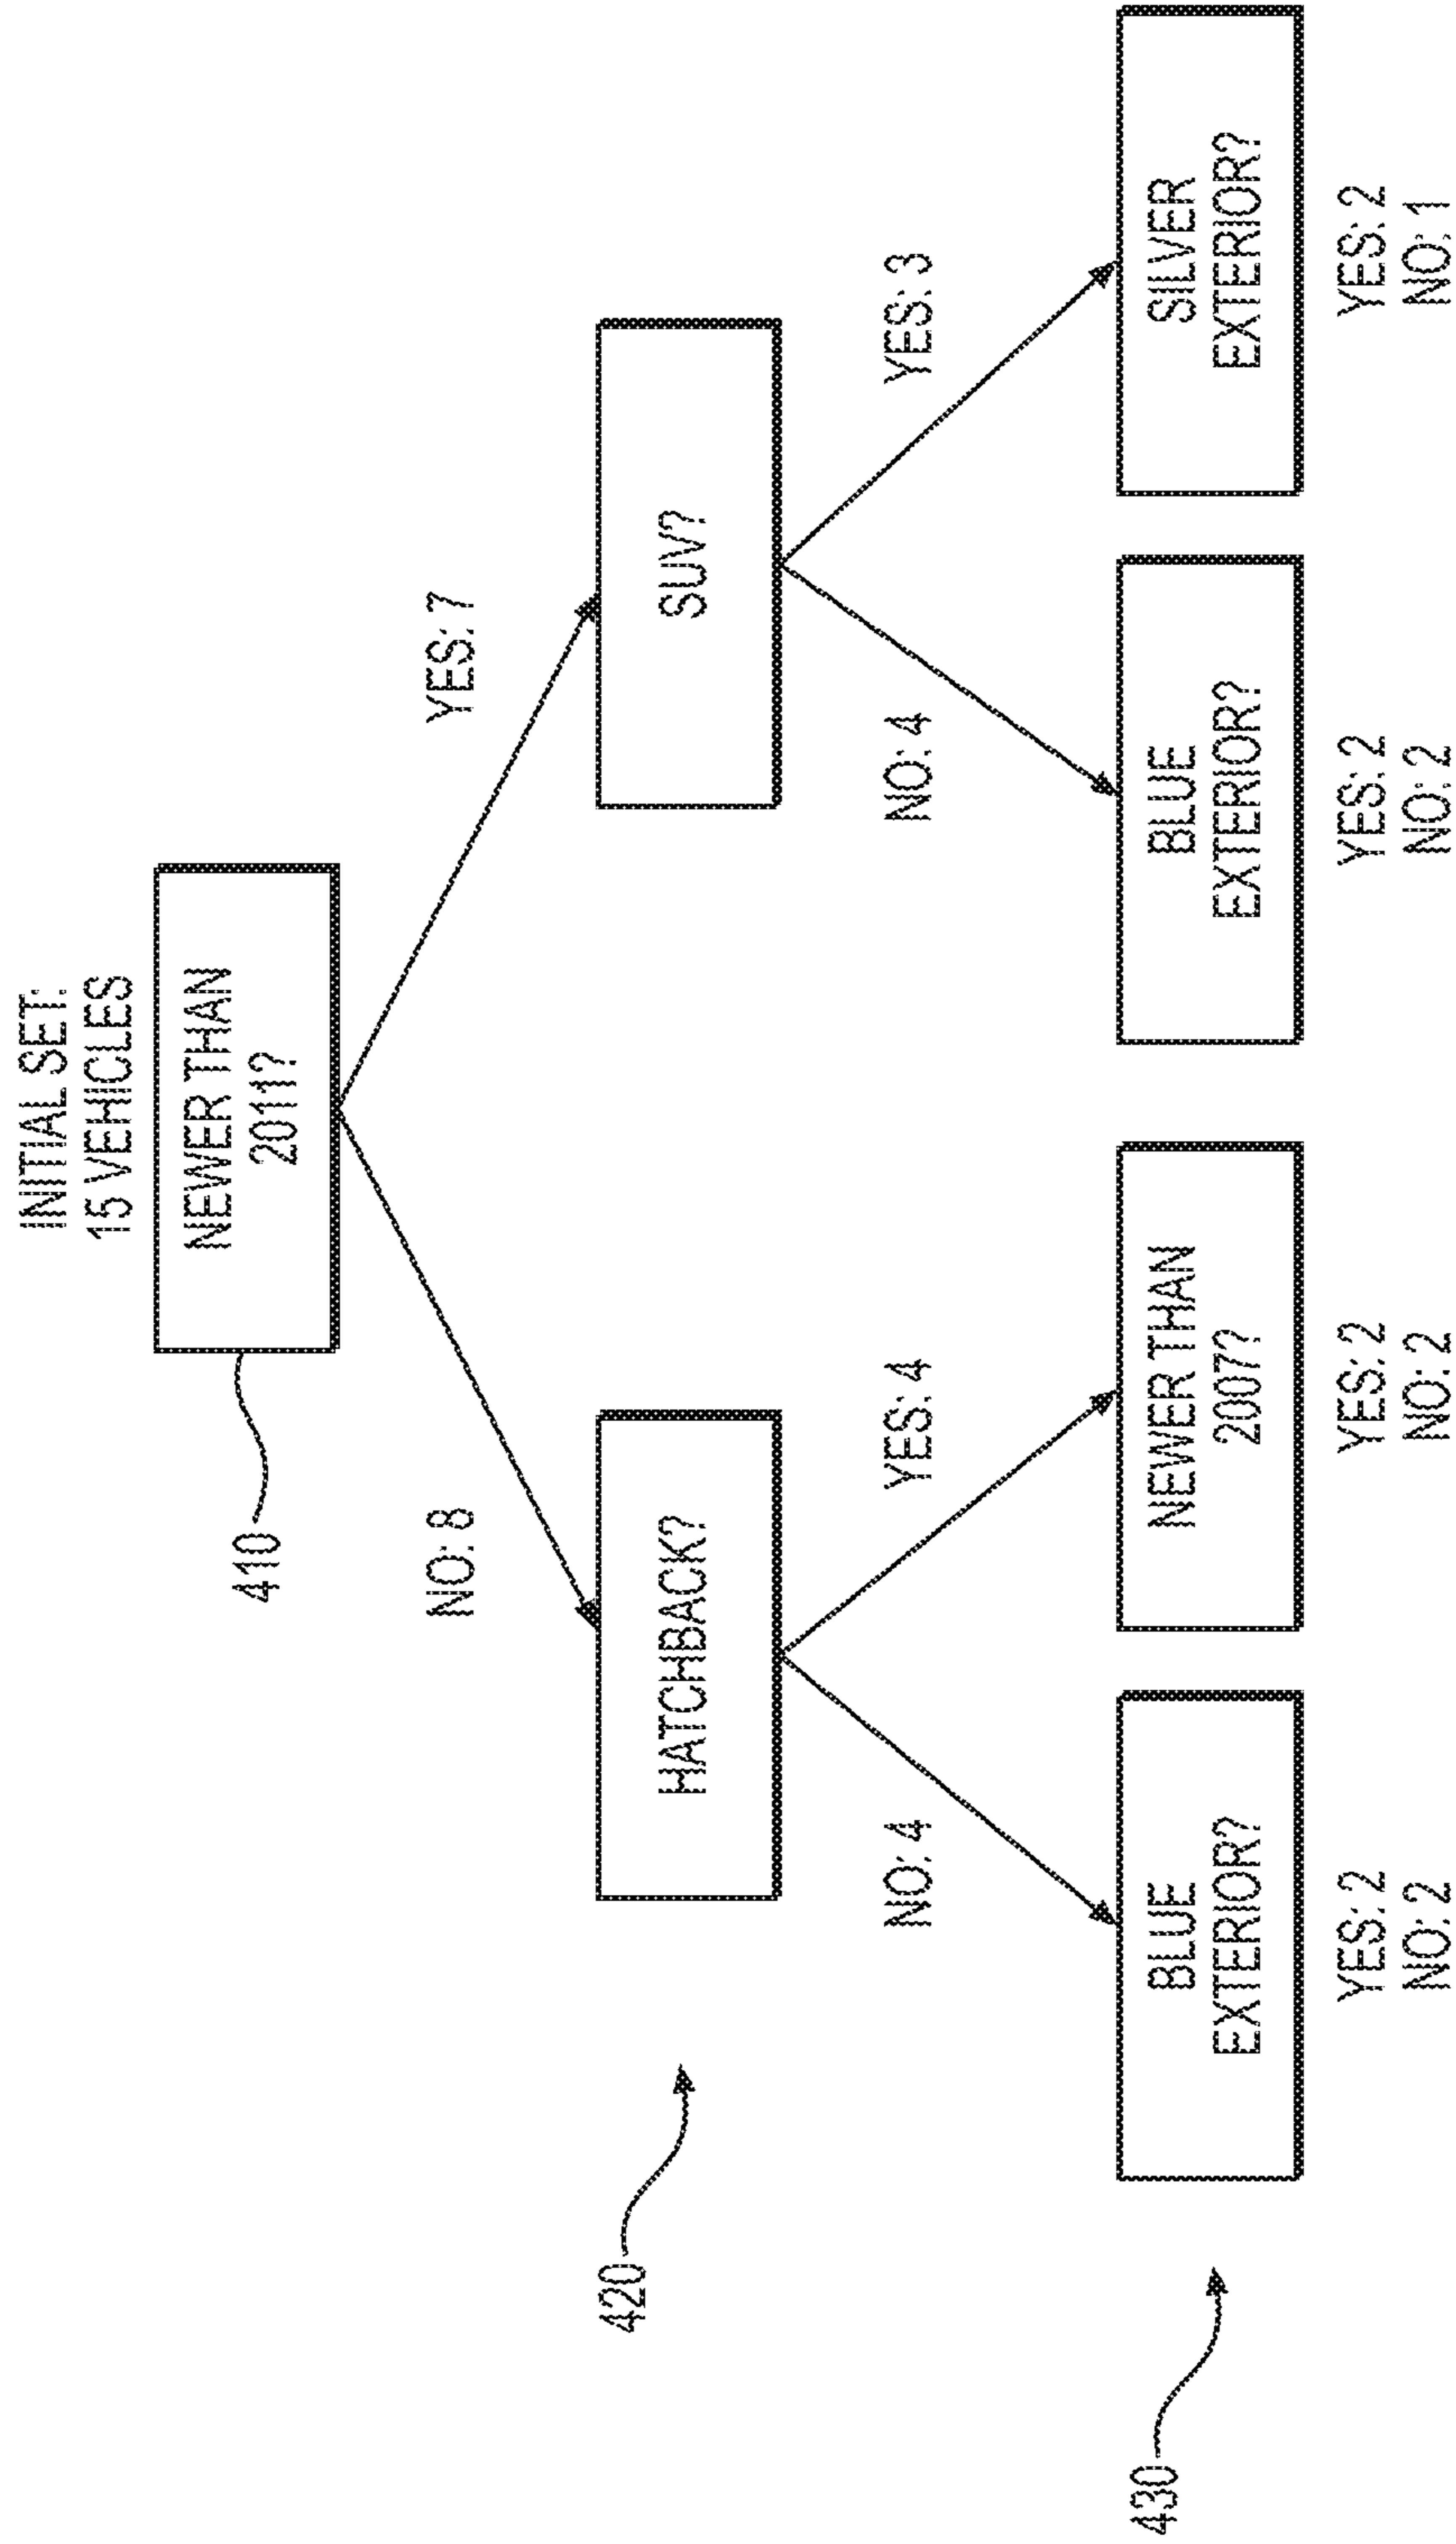 INITIAL SET:
15 VEHICLES
NEWER THAN
2011?
410
NO: 8
YES: 7
420
HATCHBACK?
SUV?
NO: 4
YES: 4
NO: 4
YES: 3
430
BLUE
EXTERIOR?
NEWER THAN
2007?
BLUE
EXTERIOR?
SILVER
EXTERIOR?
YES: 2
NO: 2
YES: 2
NO: 2
YES: 2
NO: 2
YES: 2
NO: 1